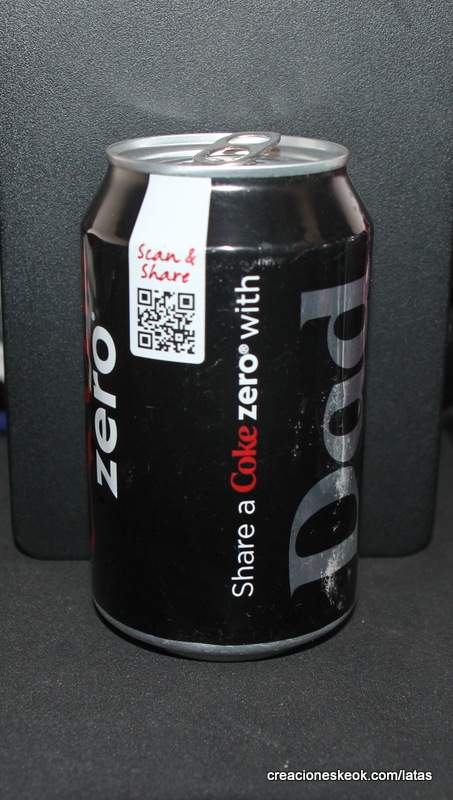 Scan &
Share
zero®
Share a Coke zero® with
Dad
creacioneskeok.com/latas